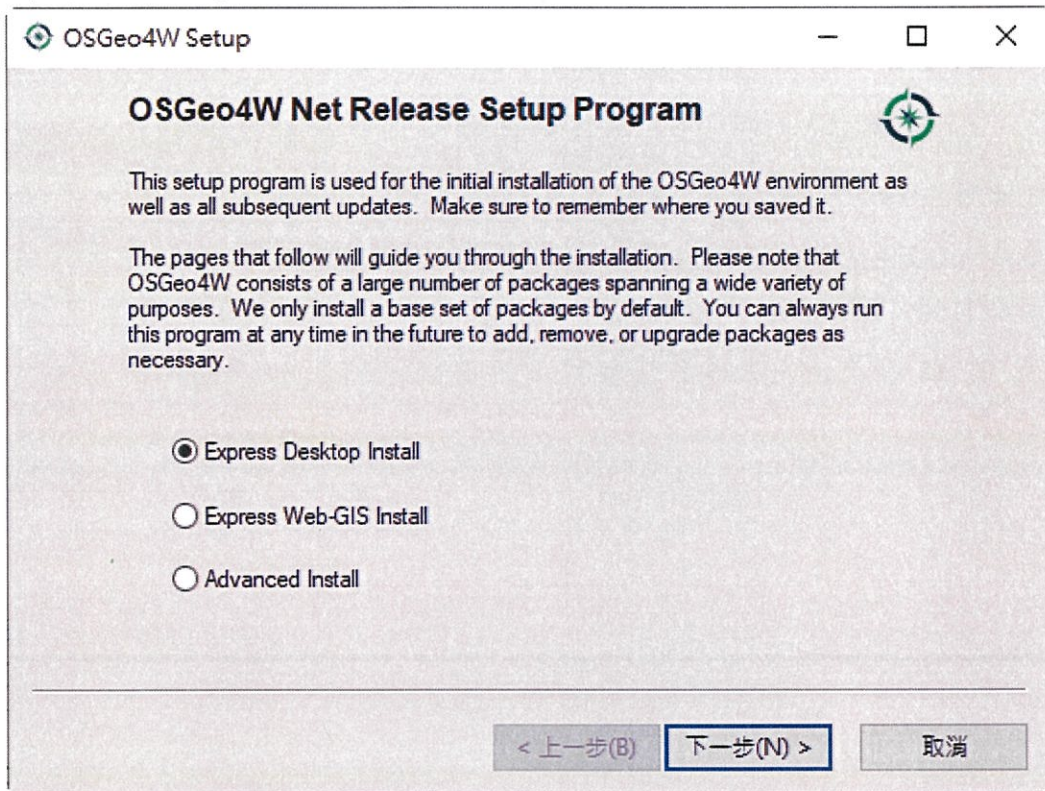 OSGeo4W Setup
OSGeo4W Net Release Setup Program
This setup program is used for the initial installation of the OSGeo4W environment as
well as all subsequent updates.  Make sure to remember where you saved it.
The pages that follow will guide you through the installation.  Please note that
OSGeo4W consists of a large number of packages spanning a wide variety of
purposes.  We only install a base set of packages by default.  You can always run
this program at any time in the future to add, remove, or upgrade packages as
necessary.
Express Desktop Install
Express Web-GIS Install
Advanced Install
< 上一步(B) 下一步(N) > 取消